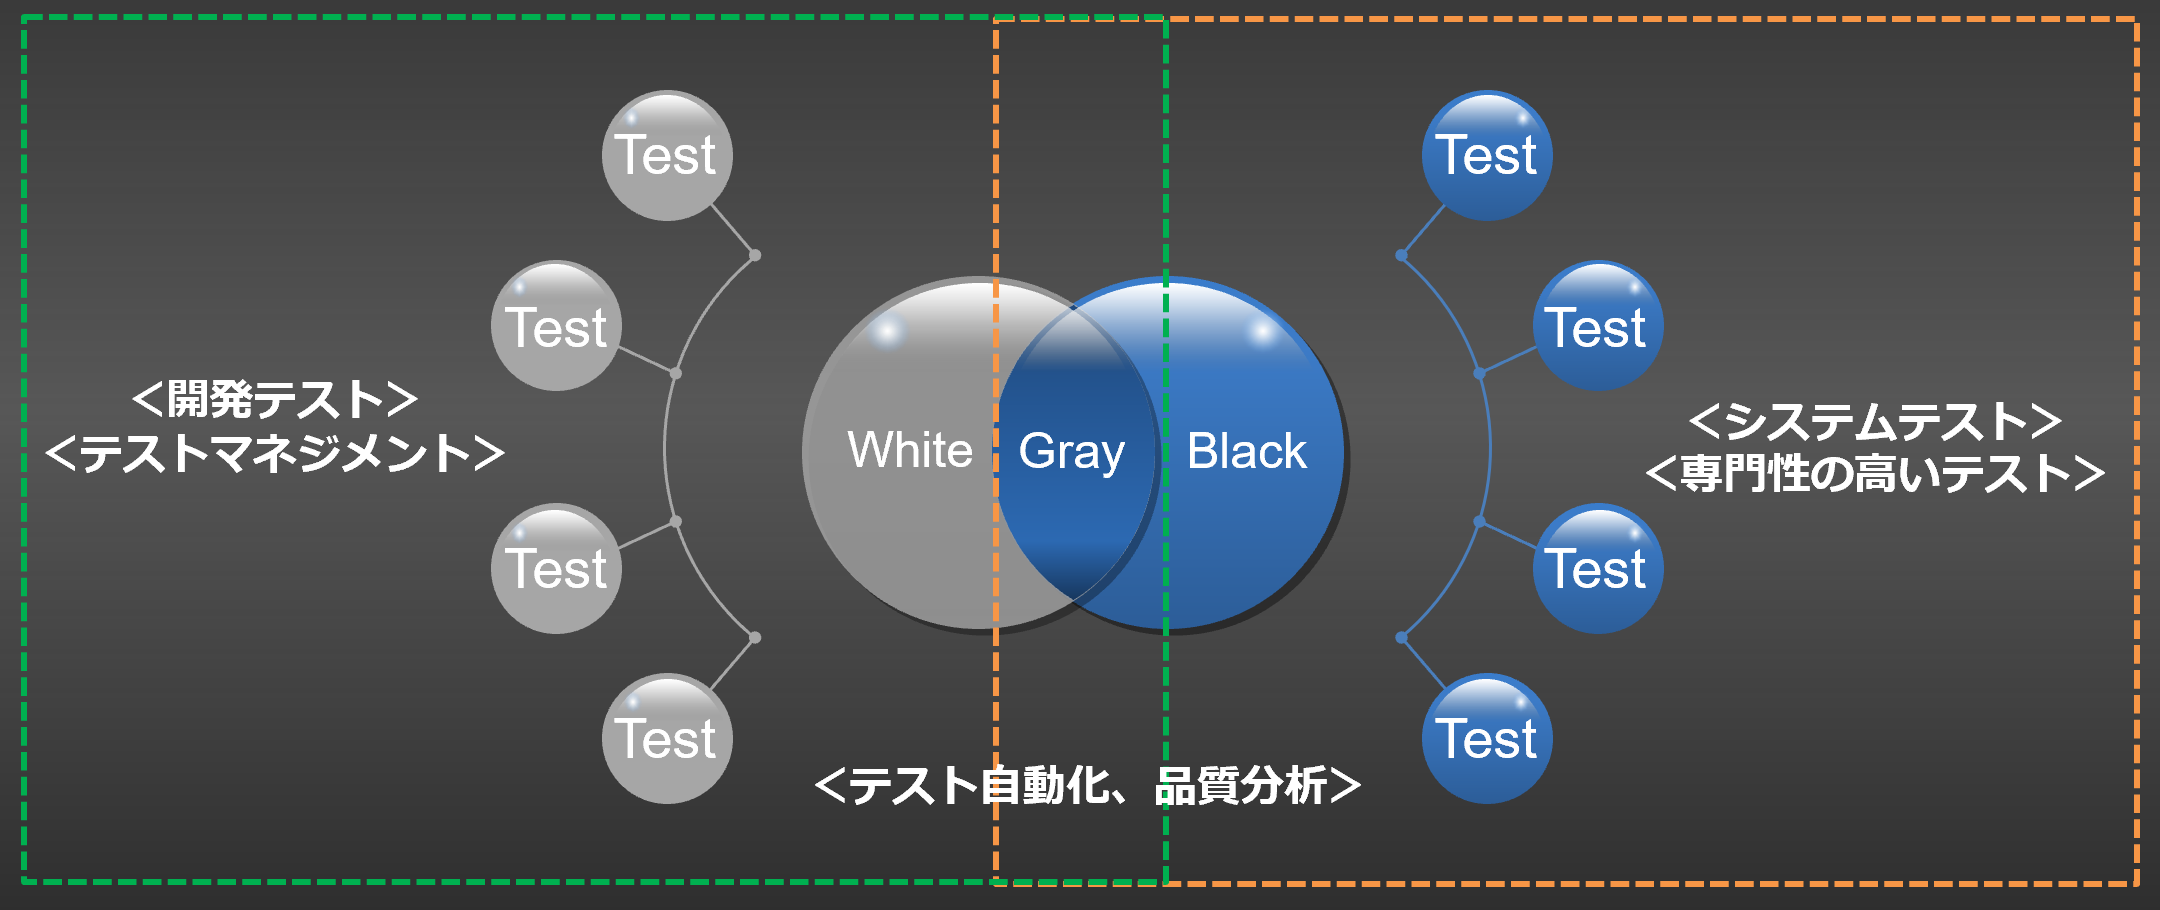 Test
Test
Test
Test
<開発テスト>
<テストマネジメント>
White
Gray
Black
Test
Test
Test
Test
<システムテスト>
<専門性の高いテスト>
<テスト自動化、品質分析>